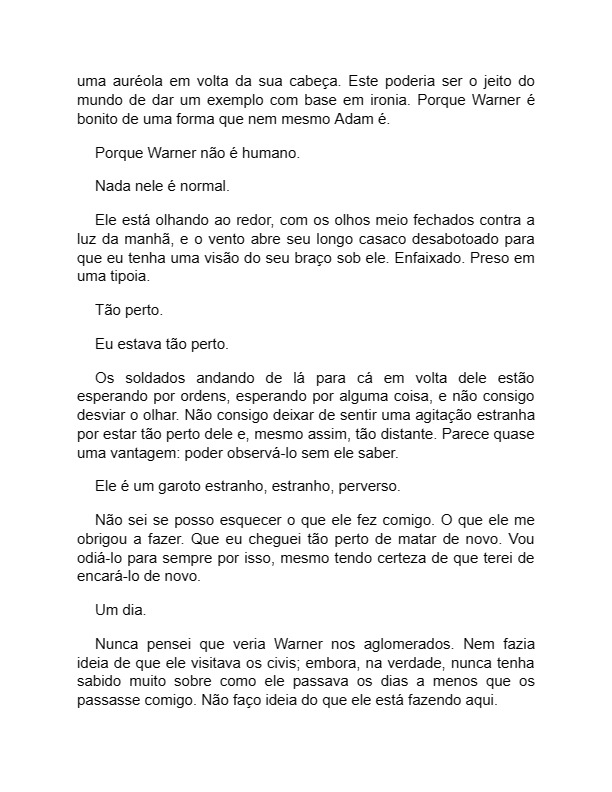 uma auréola em volta da sua cabeça. Este poderia ser o jeito do
mundo de dar um exemplo com base em ironia. Porque Warner é
bonito de uma forma que nem mesmo Adam é.
Porque Warner não é humano.
Nada nele é normal.
Ele está olhando ao redor, com os olhos meio fechados contra a
luz da manhã, e o vento abre seu longo casaco desabotoado para
que eu tenha uma visão do seu braço sob ele. Enfaixado. Preso em
uma tipoia.
Tão perto.
Eu estava tão perto.
Os soldados andando de lá para cá em volta dele estão
esperando por ordens, esperando por alguma coisa, e não consigo
desviar o olhar. Não consigo deixar de sentir uma agitação estranha
por estar tão perto dele e, mesmo assim, tão distante. Parece quase
uma vantagem: poder observá-lo sem ele saber.
Ele é um garoto estranho, estranho, perverso.
Não sei se posso esquecer o que ele fez comigo. O que ele me
obrigou a fazer. Que eu cheguei tão perto de matar de novo. Vou
odiá-lo para sempre por isso, mesmo tendo certeza de que terei de
encará-lo de novo.
Um dia.
Nunca pensei que veria Warner nos aglomerados. Nem fazia
ideia de que ele visitava os civis; embora, na verdade, nunca tenha
sabido muito sobre como ele passava os dias a menos que os
passasse comigo. Não faço ideia do que ele está fazendo aqui.